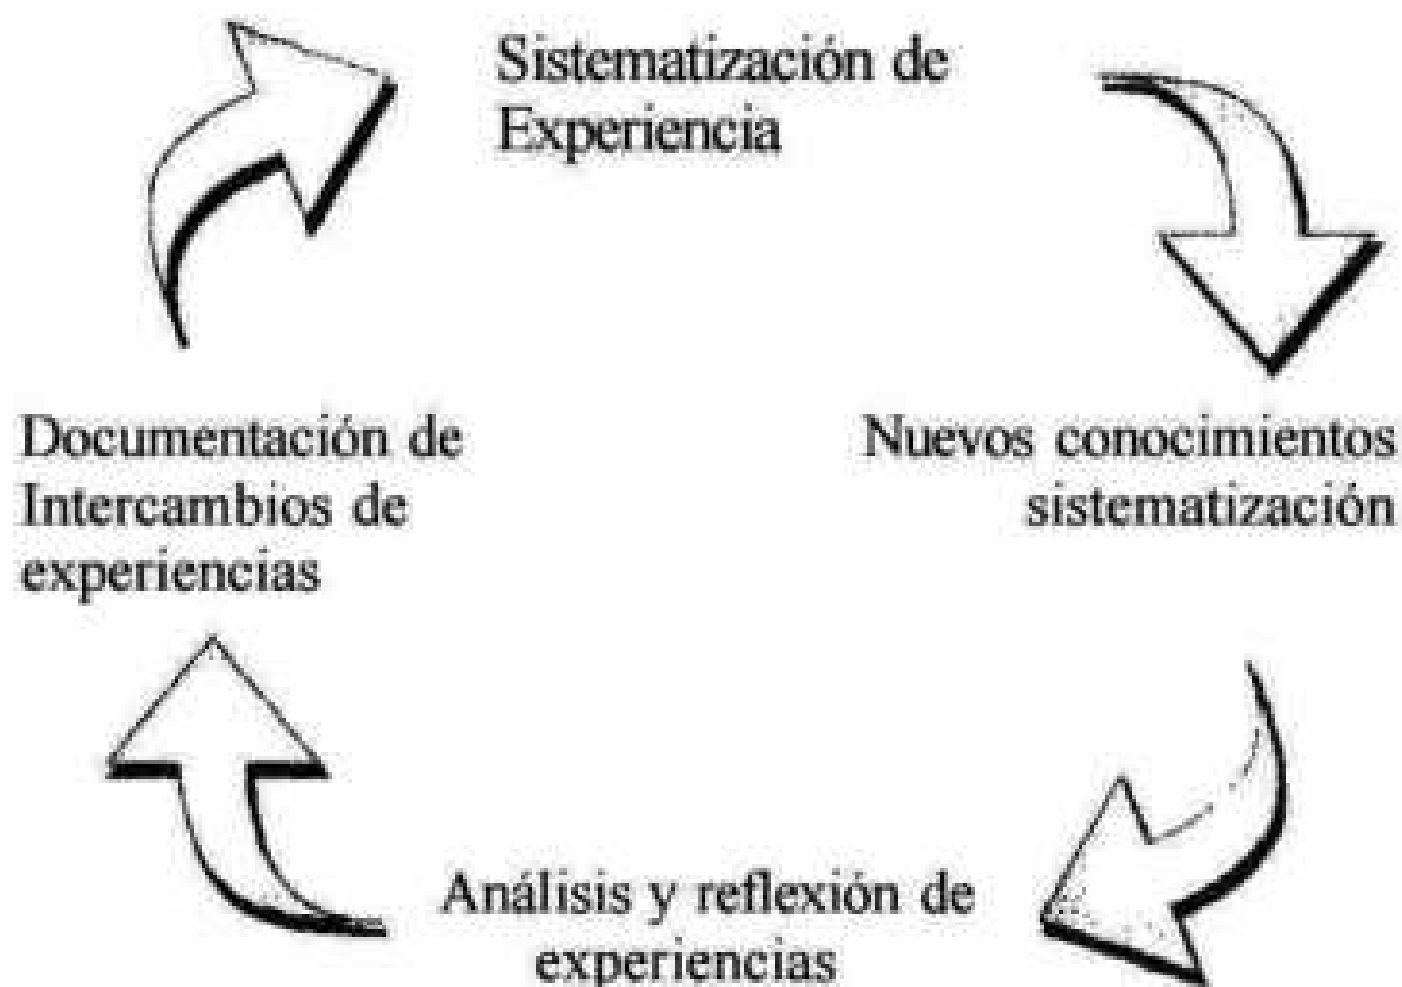 Sistematización de
Experiencia
Documentación de
Intercambios de
experiencias
Nuevos conocimientos
sistematización
Análisis y reflexión de
experiencias